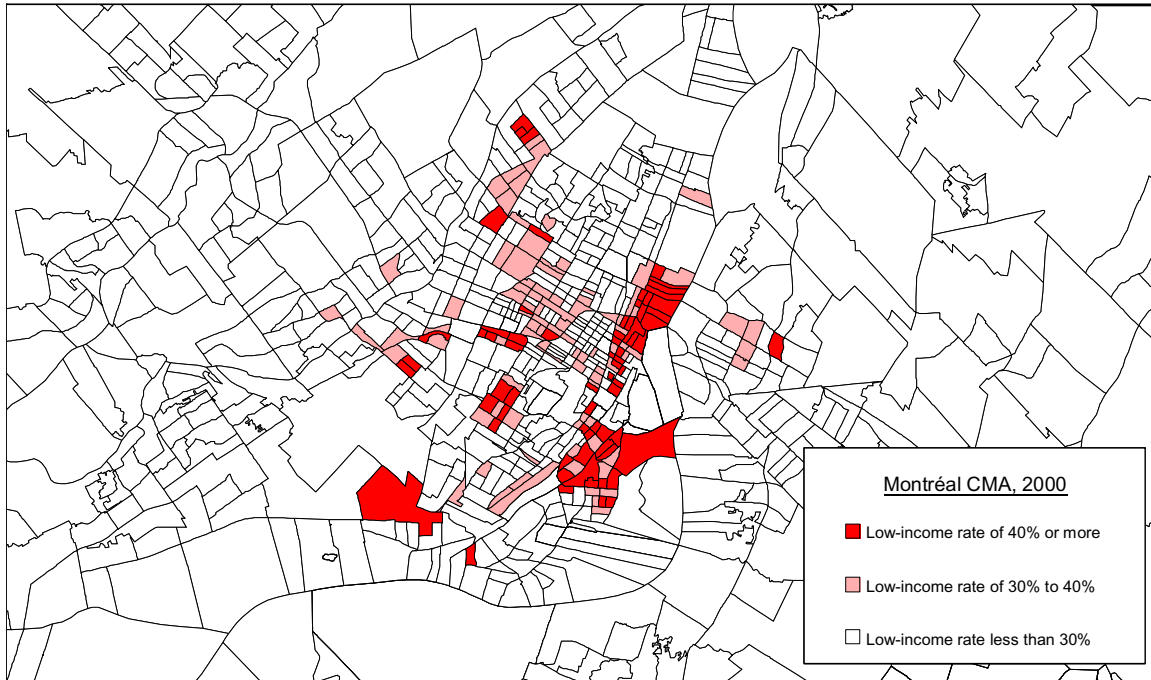 Montréal CMA, 2000
Low-income rate of 40% or more
Low-income rate of 30% to 40%
Low-income rate less than 30%